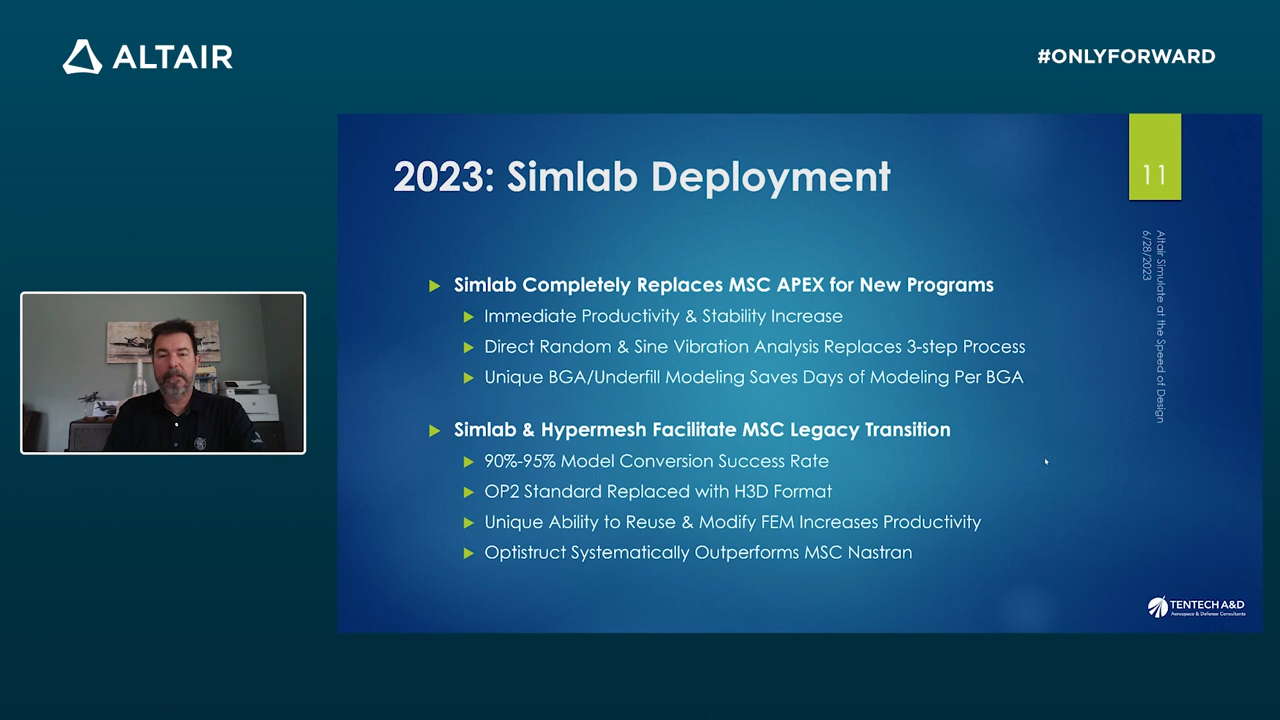 ALTAIR
#ONLYFORWARD
2023: Simlab Deployment
11
Altair Simulate at the Speed of Design
6/28/2023
Simlab Completely Replaces MSC APEX for New Programs
Immediate Productivity & Stability Increase
Direct Random & Sine Vibration Analysis Replaces 3-step Process
Unique BGA/Underfill Modeling Saves Days of Modeling Per BGA
Simlab & Hypermesh Facilitate MSC Legacy Transition
90%-95% Model Conversion Success Rate
OP2 Standard Replaced with H3D Format
Unique Ability to Reuse & Modify FEM Increases Productivity
Optistruct Systematically Outperforms MSC Nastran
TENTECH A&D
Aerospace & Defense Consultants